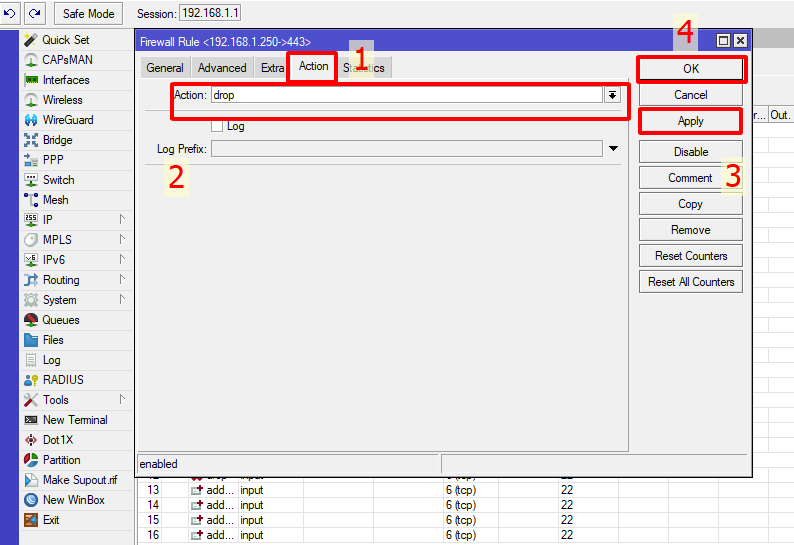 Safe Mode Session: 192.168.1.1
Quick Set
CAPsMAN
Interfaces
Wireless
WireGuard
Bridge
PPP
Switch
Mesh
IP
MPLS
IPv6
Routing
System
Queues
Files
Log
RADIUS
Tools
New Terminal
Dot1X
Partition
Make Supout.rif
New WinBox
Exit
Firewall Rule <192.168.1.250->443>
General Advanced Extra Action Statistics
1
Action: drop
Log
Log Prefix:
2
4
OK
Cancel
Apply
Disable
Comment
3
Copy
Remove
Reset Counters
Reset All Counters
enabled
r... Out.
13 add... input 6 (tcp) 22
14 add... input 6 (tcp) 22
15 add... input 6 (tcp) 22
16 add... input 6 (tcp) 22